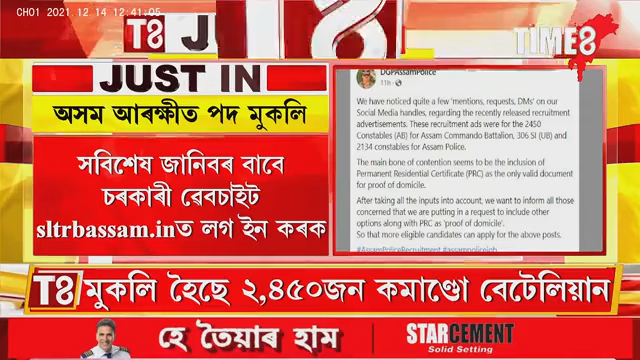 CH01 2021.12.14 12:41:05
T8 JU
T8
TIME8
JUST IN
অসম আৰক্ষীত পদ মুকলি
সবিশেষ জানিবৰ বাবে
চৰকাৰী ৱেবচাইট
sltrbassam.inত লগ ইন কৰক
DGPAssamPolice
11h
We have noticed quite a few 'mentions, requests, DMs' on our
Social Media handles, regarding the recently released recruitment
advertisements. These recruitment ads were for the 2450
Constables (AB) for Assam Commando Battalion, 306 SI (UB) and
2134 constables for Assam Police.
The main bone of contention seems to be the inclusion of
Permanent Residential Certificate (PRC) as the only valid document
for proof of domicile.
After taking all the inputs into account, we want to inform all those
concerned that we are putting in a request to include other
options along with PRC as 'proof of domicile'.
So that more eligible candidates can apply for the above posts.
#AssamPoliceRecruitment #assampolicejob
T8 মুকলি হৈছে ২,৪৫০জন কমাণ্ডো বেটেলিয়ান
হে তৈয়াৰ হাম
STARCEMENT
Solid Setting